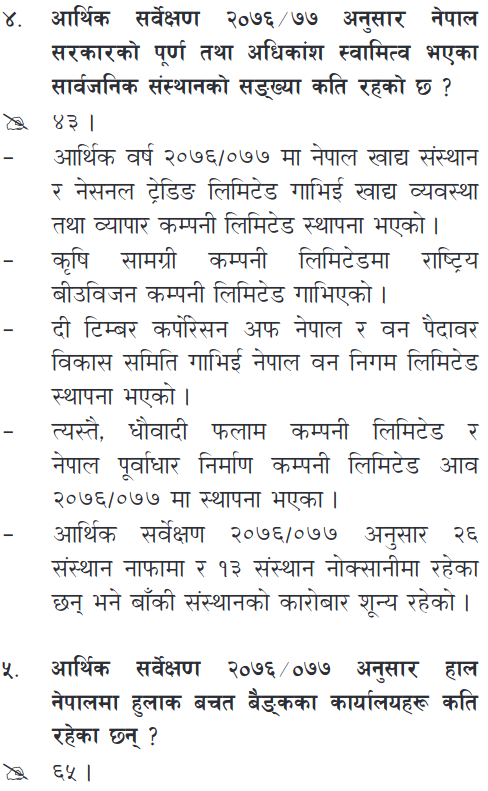 ४. आर्थिक सर्वेक्षण २०७६/७७ अनुसार नेपाल
सरकारको पूर्ण तथा अधिकांश स्वामित्व भएका
सार्वजनिक संस्थानको सङ्ख्या कति रहको छ ?
४३ ।
- आर्थिक वर्ष २०७६/०७७ मा नेपाल खाद्य संस्थान
र नेसनल ट्रेडिङ लिमिटेड गाभिई खाद्य व्यवस्था
तथा व्यापार कम्पनी लिमिटेड स्थापना भएको ।
- कृषि सामग्री कम्पनी लिमिटेडमा राष्ट्रिय
बीउविजन कम्पनी लिमिटेड गाभिएको ।
- दी टिम्बर कर्पोरेसन अफ नेपाल र वन पैदावर
विकास समिति गाभिई नेपाल वन निगम लिमिटेड
स्थापना भएको ।
- त्यस्तै, धौवादी फलाम कम्पनी लिमिटेड र
नेपाल पूर्वाधार निर्माण कम्पनी लिमिटेड आव
२०७६/०७७ मा स्थापना भएका ।
- आर्थिक सर्वेक्षण २०७६/०७७ अनुसार २६
संस्थान नाफामा र १३ संस्थान नोक्सानीमा रहेका
छन् भने बाँकी संस्थानको कारोबार शून्य रहेको ।
५. आर्थिक सर्वेक्षण २०७६/०७७ अनुसार हाल
नेपालमा हुलाक बचत बैङ्कका कार्यालयहरू कति
रहेका छन् ?
६५ ।